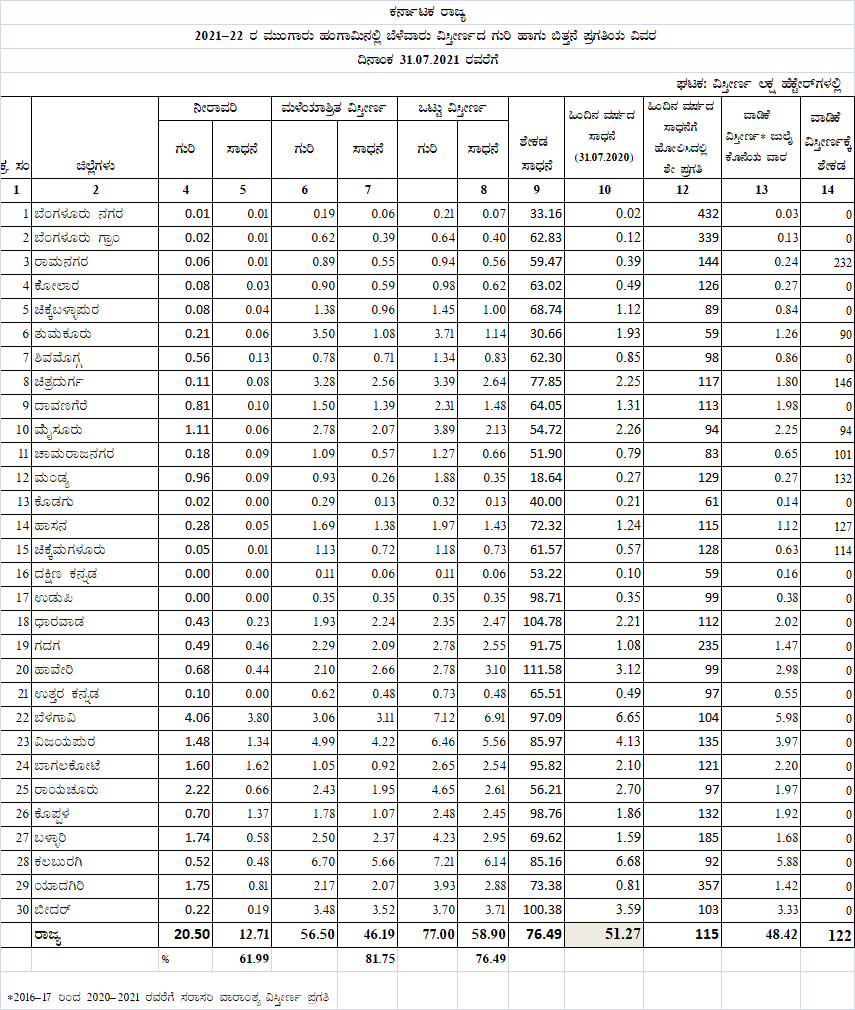 ಕರ್ನಾಟಕ ರಾಜ್ಯ
2021–22 ರ ಮುಂಗಾರು ಹಂಗಾಮಿನಲ್ಲಿ ಬೆಳೆವಾರು ವಿಸ್ತೀರ್ಣದ ಗುರಿ ಹಾಗು ಬಿತ್ತನೆ ಪ್ರಗತಿಯ ವಿವರ
ದಿನಾಂಕ 31.07.2021 ರವರೆಗೆ
ಘಟಕ: ವಿಸ್ತೀರ್ಣ ಲಕ್ಷ ಹೆಕ್ಟೇರ್‌ಗಳಲ್ಲಿ
ಕ್ರ. ಸಂ ಜಿಲ್ಲೆಗಳು ನೀರಾವರಿ ಮಳೆಯಾಶ್ರಿತ ವಿಸ್ತೀರ್ಣ ಒಟ್ಟು ವಿಸ್ತೀರ್ಣ ಶೇಕಡ ಸಾಧನೆ ಹಿಂದಿನ ವರ್ಷದ ಸಾಧನೆ (31.07.2020) ಹಿಂದಿನ ವರ್ಷದ ಸಾಧನೆಗೆ ಹೋಲಿಸಿದಲ್ಲಿ ಶೇ ಪ್ರಗತಿ ವಾಡಿಕೆ ವಿಸ್ತೀರ್ಣ* ಜುಲೈ ಕೊನೆಯ ವಾರ ವಾಡಿಕೆ ವಿಸ್ತೀರ್ಣಕ್ಕೆ ಶೇಕಡ
ಗುರಿ ಸಾಧನೆ ಗುರಿ ಸಾಧನೆ ಗುರಿ ಸಾಧನೆ
1 2 4 5 6 7 8 9 10 12 13 14
1 ಬೆಂಗಳೂರು ನಗರ 0.01 0.01 0.19 0.06 0.21 0.07 33.16 0.02 432 0.03 0
2 ಬೆಂಗಳೂರು ಗ್ರಾಂ 0.02 0.01 0.62 0.39 0.64 0.40 62.83 0.12 339 0.13 0
3 ರಾಮನಗರ 0.06 0.01 0.89 0.55 0.94 0.56 59.47 0.39 144 0.24 232
4 ಕೋಲಾರ 0.08 0.03 0.90 0.59 0.98 0.62 63.02 0.49 126 0.27 0
5 ಚಿಕ್ಕಬಳ್ಳಾಪುರ 0.08 0.04 1.38 0.96 1.45 1.00 68.74 1.12 89 0.84 0
6 ತುಮಕೂರು 0.21 0.06 3.50 1.08 3.71 1.14 30.66 1.93 59 1.26 90
7 ಶಿವಮೊಗ್ಗ 0.56 0.13 0.78 0.71 1.34 0.83 62.30 0.85 98 0.86 0
8 ಚಿತ್ರದುರ್ಗ 0.11 0.08 3.28 2.56 3.39 2.64 77.85 2.25 117 1.80 146
9 ದಾವಣಗೆರೆ 0.81 0.10 1.50 1.39 2.31 1.48 64.05 1.31 113 1.98 0
10 ಮೈಸೂರು 1.11 0.06 2.78 2.07 3.89 2.13 54.72 2.26 94 2.25 94
11 ಚಾಮರಾಜನಗರ 0.18 0.09 1.09 0.57 1.27 0.66 51.90 0.79 83 0.65 101
12 ಮಂಡ್ಯ 0.96 0.09 0.93 0.26 1.88 0.35 18.64 0.27 129 0.27 132
13 ಕೊಡಗು 0.02 0.00 0.29 0.13 0.32 0.13 40.00 0.21 61 0.14 0
14 ಹಾಸನ 0.28 0.05 1.69 1.38 1.97 1.43 72.32 1.24 115 1.12 127
15 ಚಿಕ್ಕಮಗಳೂರು 0.05 0.01 1.13 0.72 1.18 0.73 61.57 0.57 128 0.63 114
16 ದಕ್ಷಿಣ ಕನ್ನಡ 0.00 0.00 0.11 0.06 0.11 0.06 53.22 0.10 59 0.16 0
17 ಉಡುಪಿ 0.00 0.00 0.35 0.35 0.35 0.35 98.71 0.35 99 0.38 0
18 ಧಾರವಾಡ 0.43 0.23 1.93 2.24 2.35 2.47 104.78 2.21 112 2.02 0
19 ಗದಗ 0.49 0.46 2.29 2.09 2.78 2.55 91.75 1.08 235 1.47 0
20 ಹಾವೇರಿ 0.68 0.44 2.10 2.66 2.78 3.10 111.58 3.12 99 2.98 0
21 ಉತ್ತರ ಕನ್ನಡ 0.10 0.00 0.62 0.48 0.73 0.48 65.51 0.49 97 0.55 0
22 ಬೆಳಗಾವಿ 4.06 3.80 3.06 3.11 7.12 6.91 97.09 6.65 104 5.98 0
23 ವಿಜಯಪುರ 1.48 1.34 4.99 4.22 6.46 5.56 85.97 4.13 135 3.97 0
24 ಬಾಗಲಕೋಟೆ 1.60 1.62 1.05 0.92 2.65 2.54 95.82 2.10 121 2.20 0
25 ರಾಯಚೂರು 2.22 0.66 2.43 1.95 4.65 2.61 56.21 2.70 97 1.97 0
26 ಕೊಪ್ಪಳ 0.70 1.37 1.78 1.07 2.48 2.45 98.76 1.86 132 1.92 0
27 ಬಳ್ಳಾರಿ 1.74 0.58 2.50 2.37 4.23 2.95 69.62 1.59 185 1.68 0
28 ಕಲಬುರಗಿ 0.52 0.48 6.70 5.66 7.21 6.14 85.16 6.68 92 5.88 0
29 ಯಾದಗಿರಿ 1.75 0.81 2.17 2.07 3.93 2.88 73.38 0.81 357 1.42 0
30 ಬೀದರ್ 0.22 0.19 3.48 3.52 3.70 3.71 100.38 3.59 103 3.33 0
ರಾಜ್ಯ 20.50 12.71 56.50 46.19 77.00 58.90 76.49 51.27 115 48.42 122
% 61.99 81.75 76.49
*2016–17 ರಿಂದ 2020–2021 ರವರೆಗೆ ಸರಾಸರಿ ವಾರಾಂತ್ಯ ವಿಸ್ತೀರ್ಣ ಪ್ರಗತಿ